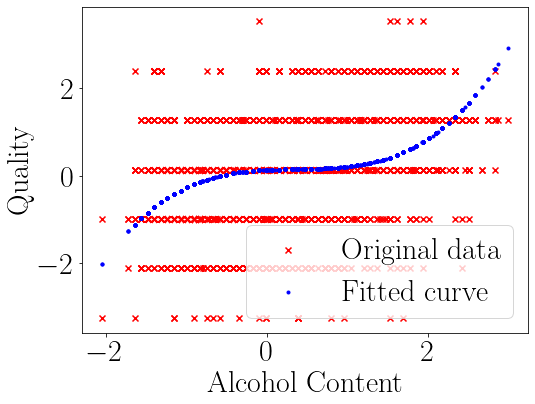 Quality
2
0
−2
Original data
Fitted curve
−2 0 2
Alcohol Content